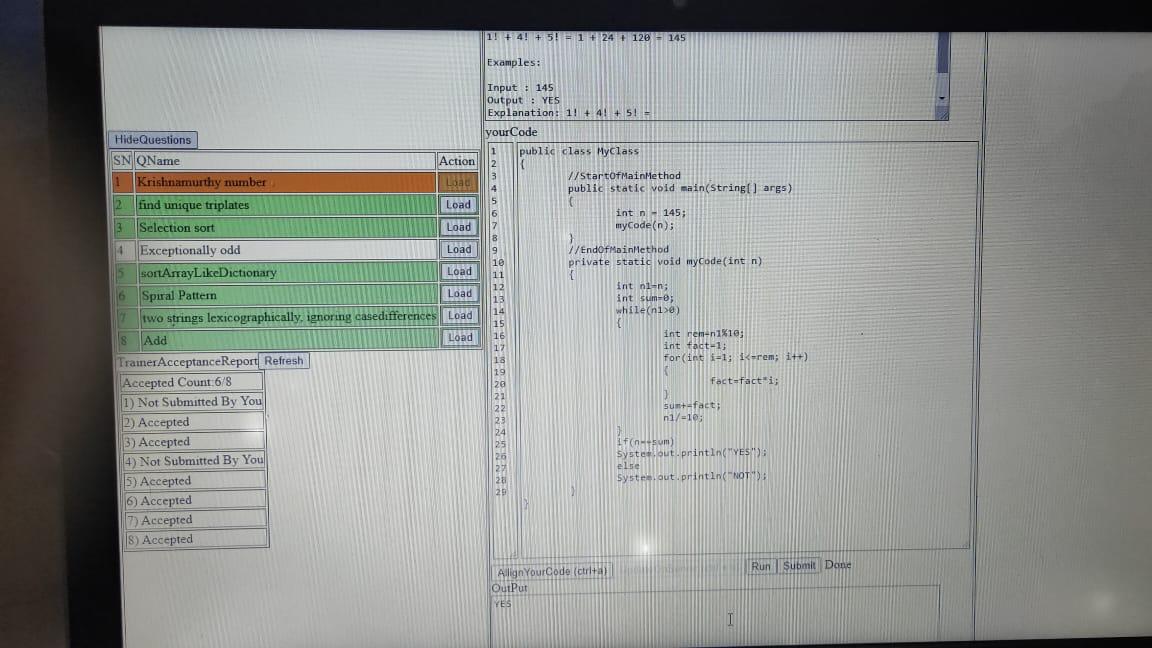 1! + 4! + 5! = 1 + 24 + 120 = 145
Examples:
Input : 145
Output : YES
Explanation: 1! + 4! + 5! =
HideQuestions
SN QName Action
1 Krishnamurthy number Load
2 find unique triplates Load
3 Selection sort Load
4 Exceptionally odd Load
5 sortArrayLikeDictionary Load
6 Spiral Pattern Load
7 two strings lexicographically, ignoring casedifferences Load
8 Add Load
TrainerAcceptanceReport Refresh
Accepted Count:6/8
1) Not Submitted By You
2) Accepted
3) Accepted
4) Not Submitted By You
5) Accepted
6) Accepted
7) Accepted
8) Accepted
yourCode
1 public class MyClass
2 {
3 //StartOfMainMethod
4 public static void main(String[] args)
5 {
6 int n = 145;
7 myCode(n);
8 }
9 //EndOfMainMethod
10 private static void myCode(int n)
11 {
12 int n1=n;
13 int sum=0;
14 while(n1>0)
15 {
16 int rem=n1%10;
17 int fact=1;
18 for(int i=1; i<=rem; i++)
19 {
20 fact=fact*i;
21 }
22 sum+=fact;
23 n1/=10;
24 }
25 if(n==sum)
26 System.out.println("YES");
27 else
28 System.out.println("NOT");
29 }
}
AllignYourCode (ctrl+a) Run Submit Done
OutPut
YES